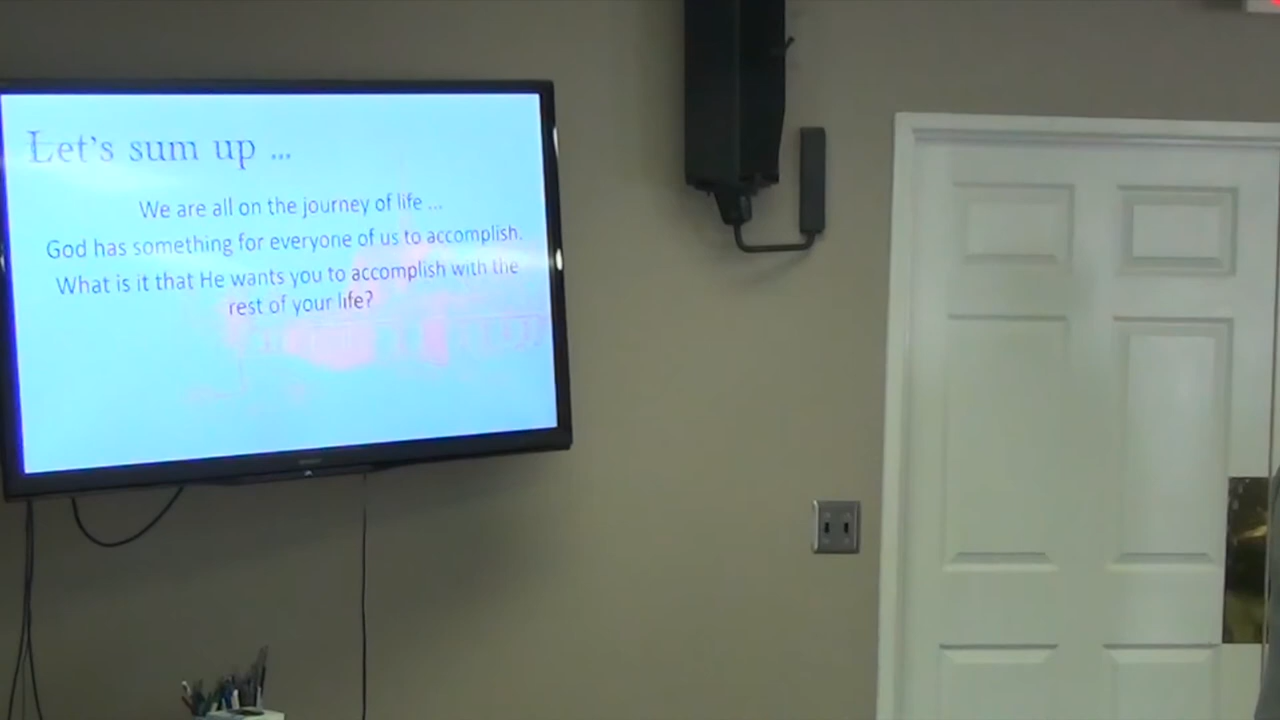 Let's sum up ...
We are all on the journey of life ...
God has something for everyone of us to accomplish.
What is it that He wants you to accomplish with the
rest of your life?